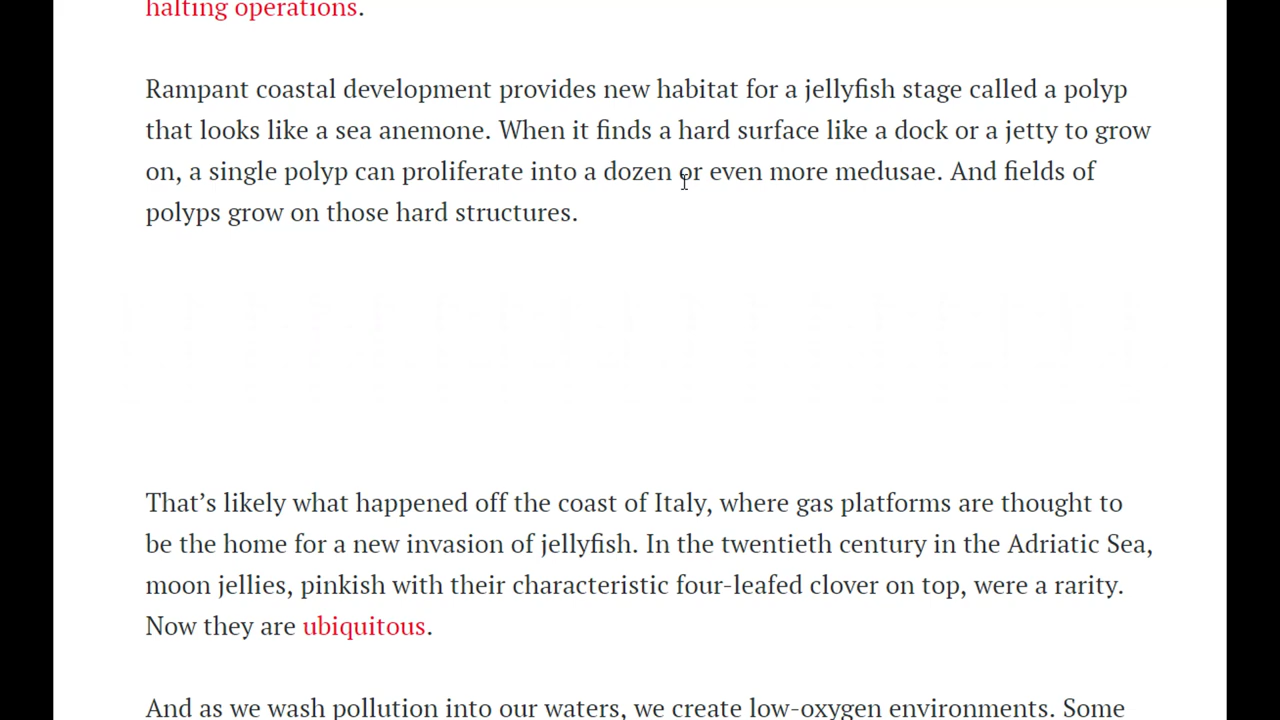 halting operations.
Rampant coastal development provides new habitat for a jellyfish stage called a polyp
that looks like a sea anemone. When it finds a hard surface like a dock or a jetty to grow
on, a single polyp can proliferate into a dozen or even more medusae. And fields of
polyps grow on those hard structures.
That’s likely what happened off the coast of Italy, where gas platforms are thought to
be the home for a new invasion of jellyfish. In the twentieth century in the Adriatic Sea,
moon jellies, pinkish with their characteristic four-leafed clover on top, were a rarity.
Now they are ubiquitous.
And as we wash pollution into our waters, we create low-oxygen environments. Some